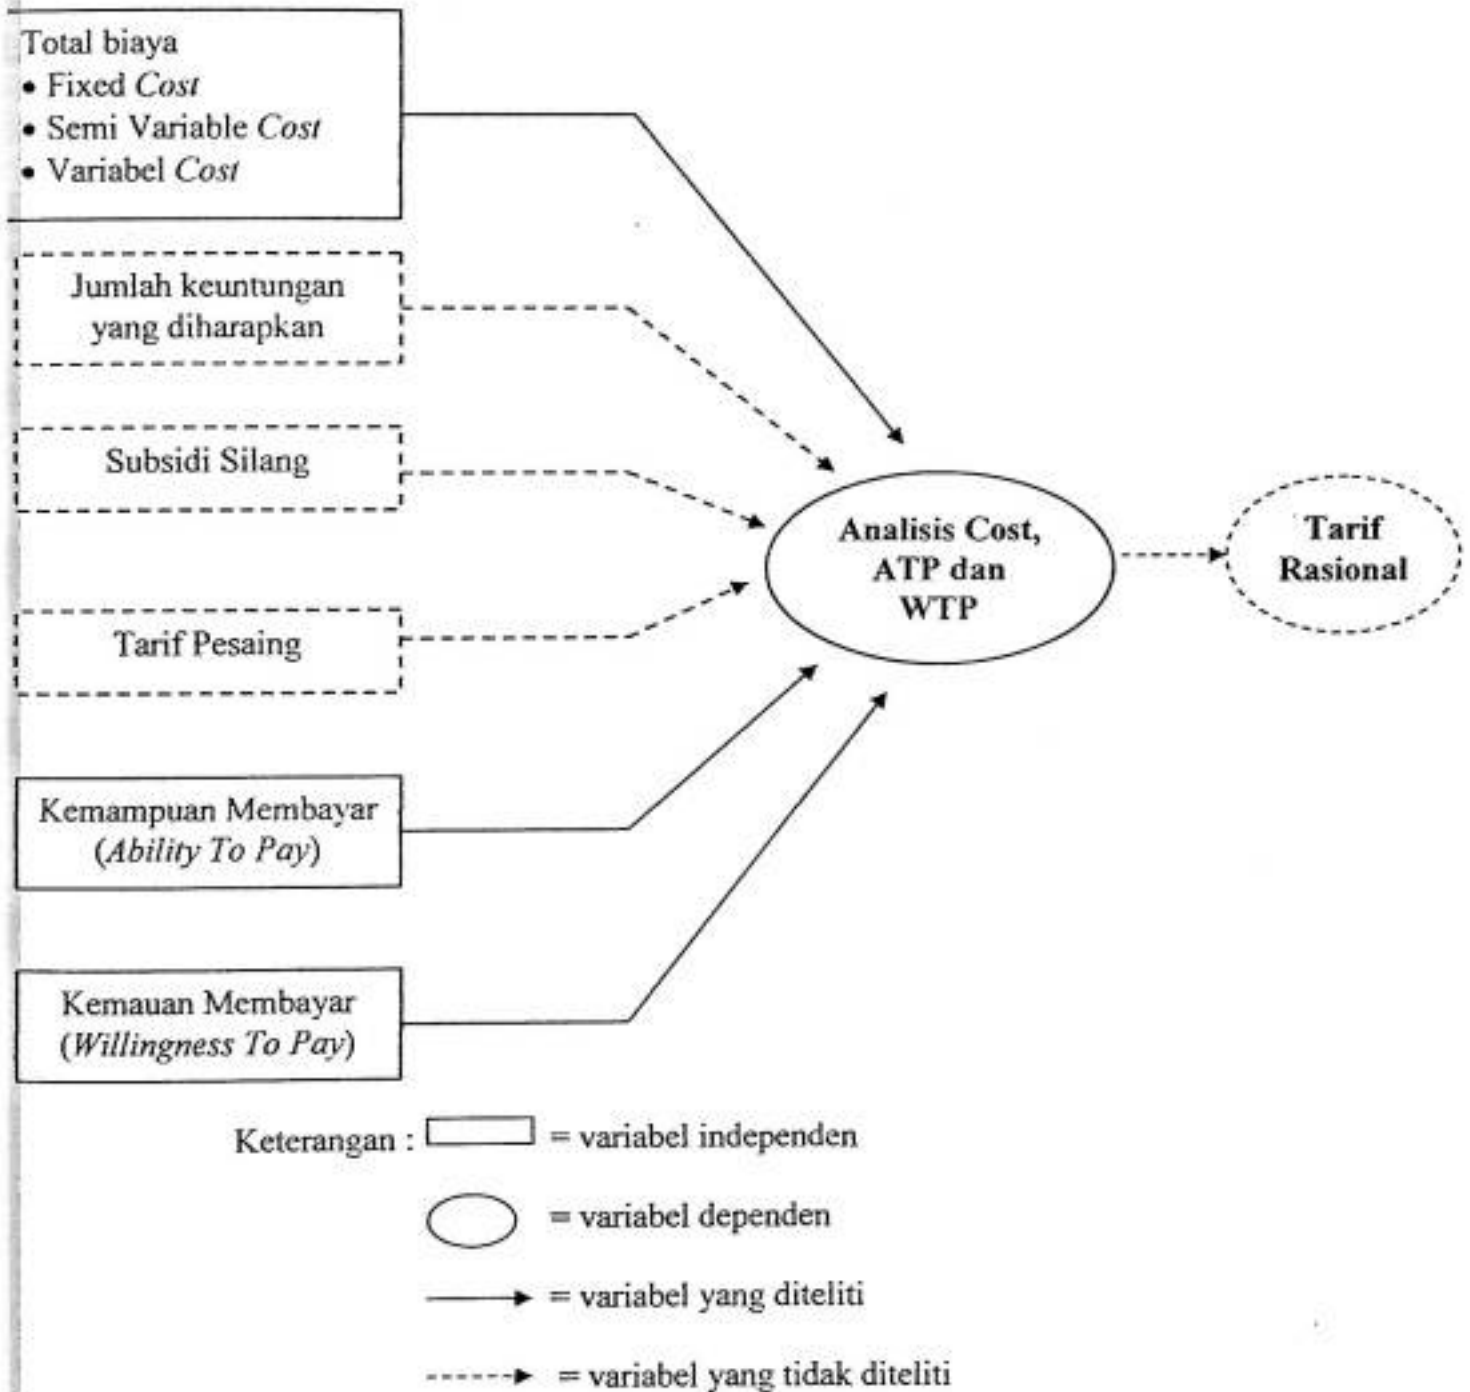 Total biaya
• Fixed Cost
• Semi Variable Cost
• Variabel Cost
Jumlah keuntungan
yang diharapkan
Subsidi Silang
Tarif Pesaing
Kemampuan Membayar
(Ability To Pay)
Kemauan Membayar
(Willingness To Pay)
Analisis Cost,
ATP dan
WTP
Tarif
Rasional
Keterangan : = variabel independen
= variabel dependen
= variabel yang diteliti
= variabel yang tidak diteliti